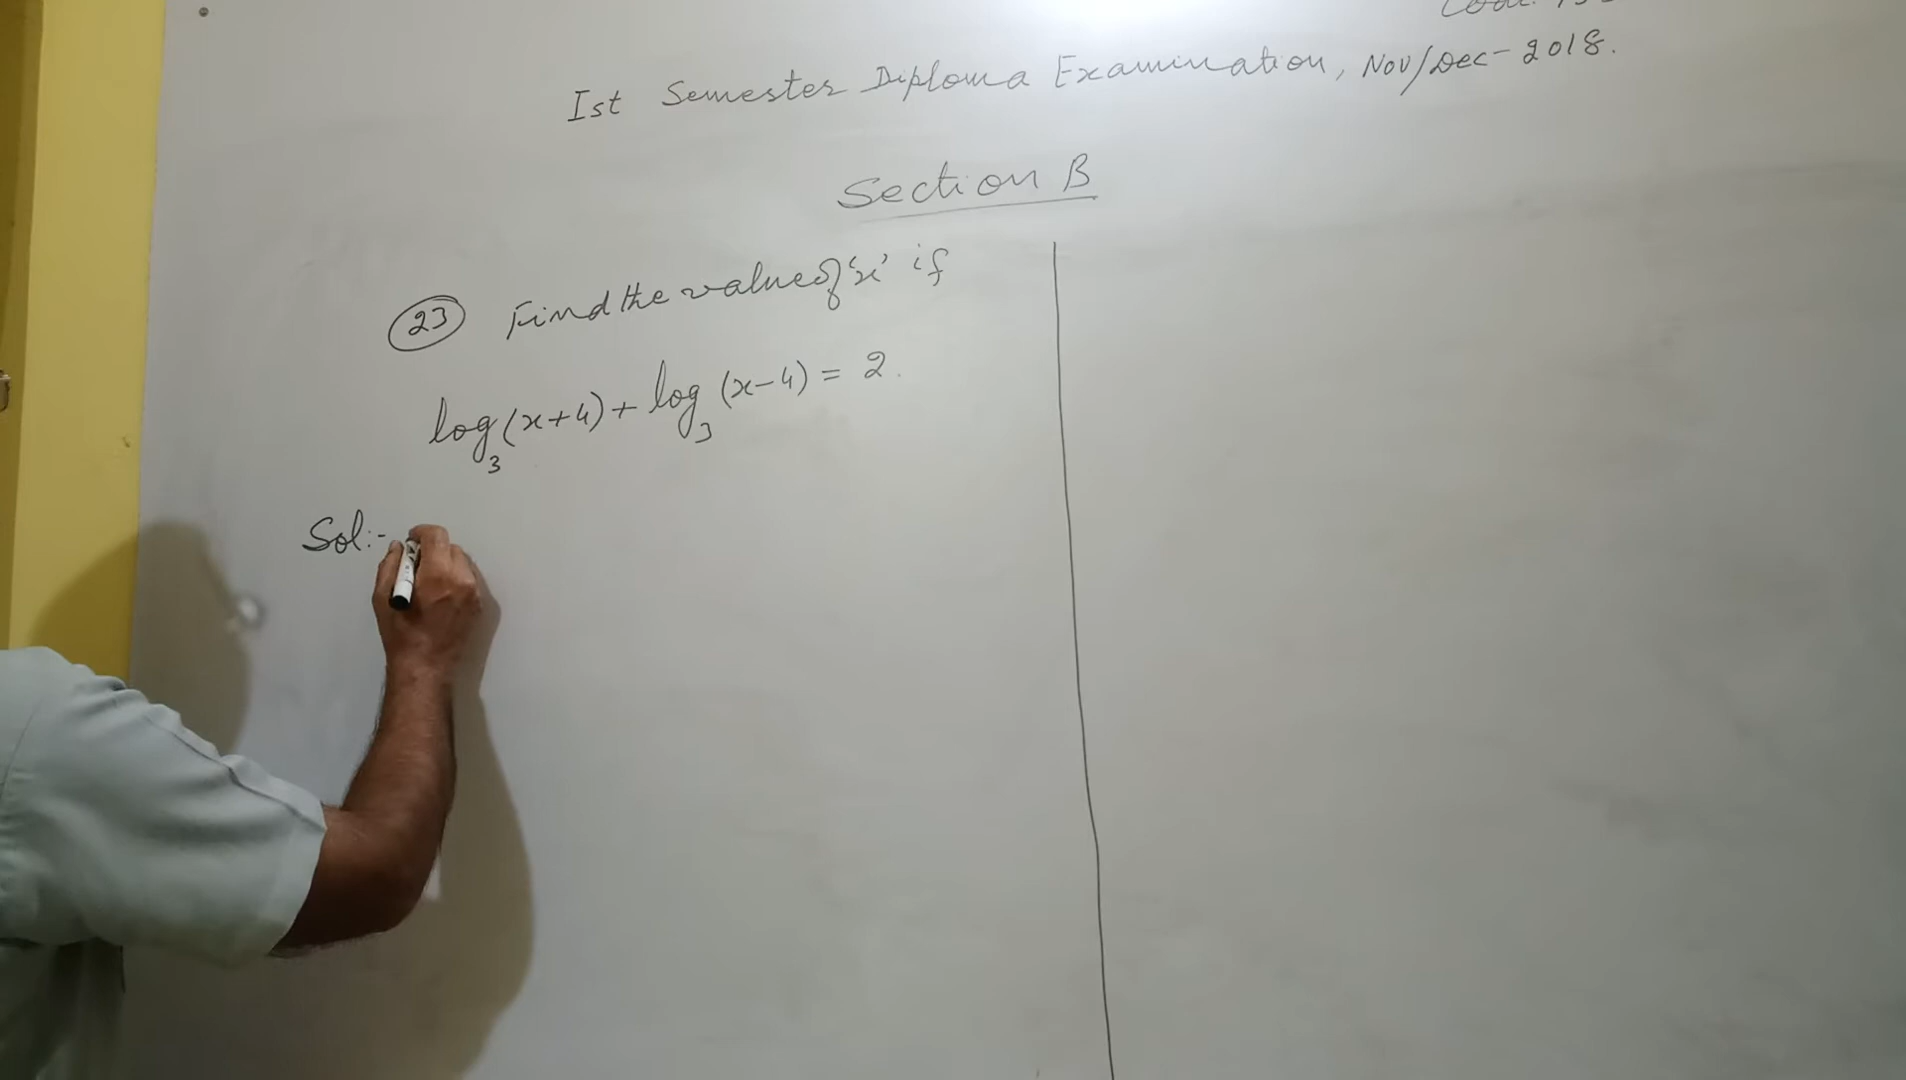 Ist Semester Diploma Examination, Nov/Dec-2018.
Section B
23 Find the value of 'x' if
log₃(x+4)+log₃(x-4) = 2.
Sol:-